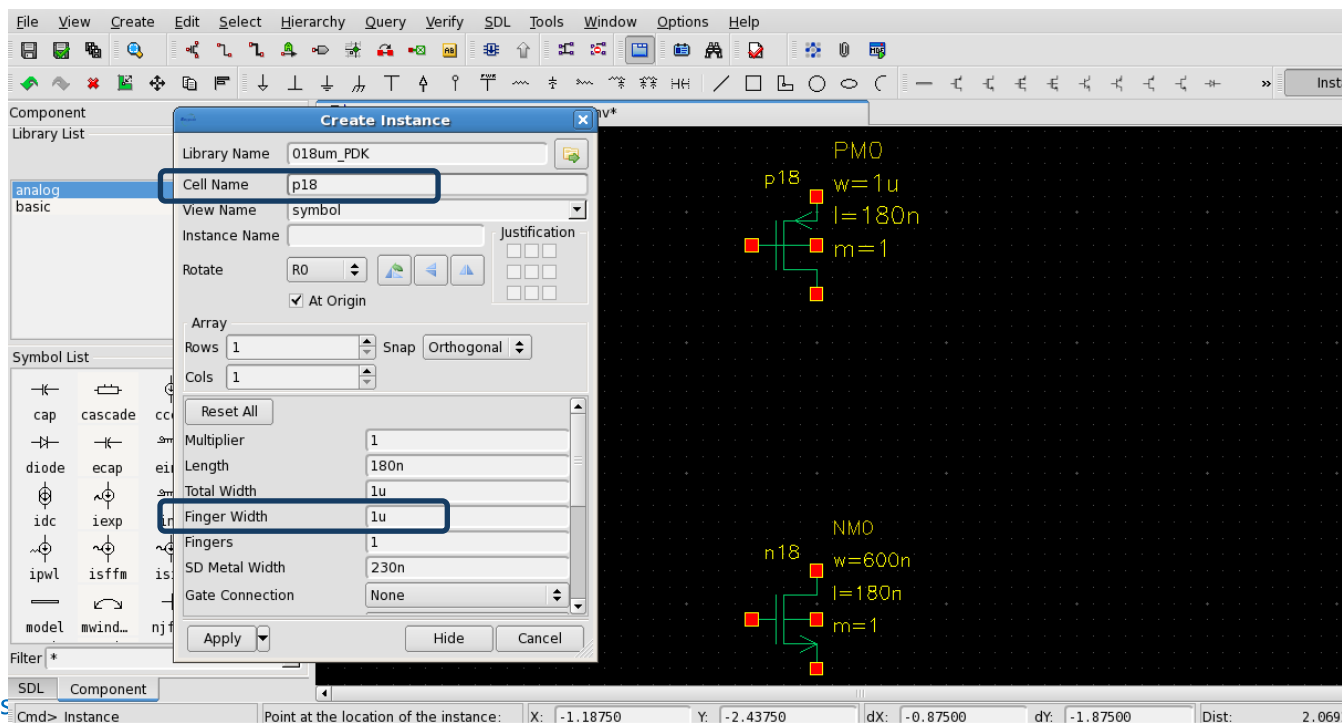 File View Create Edit Select Hierarchy Query Verify SDL Tools Window Options Help
Inst
Component
Library List
analog
basic
Create Instance
nv*
Library Name 018um_PDK
Cell Name p18
View Name symbol
Instance Name
Justification
Rotate R0
At Origin
Array
Rows 1 Snap Orthogonal
Cols 1
Reset All
Multiplier 1
Length 180n
Total Width 1u
Finger Width 1u
Fingers 1
SD Metal Width 230n
Gate Connection None
Apply Hide Cancel
Symbol List
cap cascade
diode ecap
idc iexp
ipwl isffm
model mwind…
Filter *
SDL Component
PM0
p18 w=1u
l=180n
m=1
NM0
n18 w=600n
l=180n
m=1
Cmd> Instance Point at the location of the instance: X: -1.18750 Y: -2.43750 dX: -0.87500 dY: -1.87500 Dist: 2.069